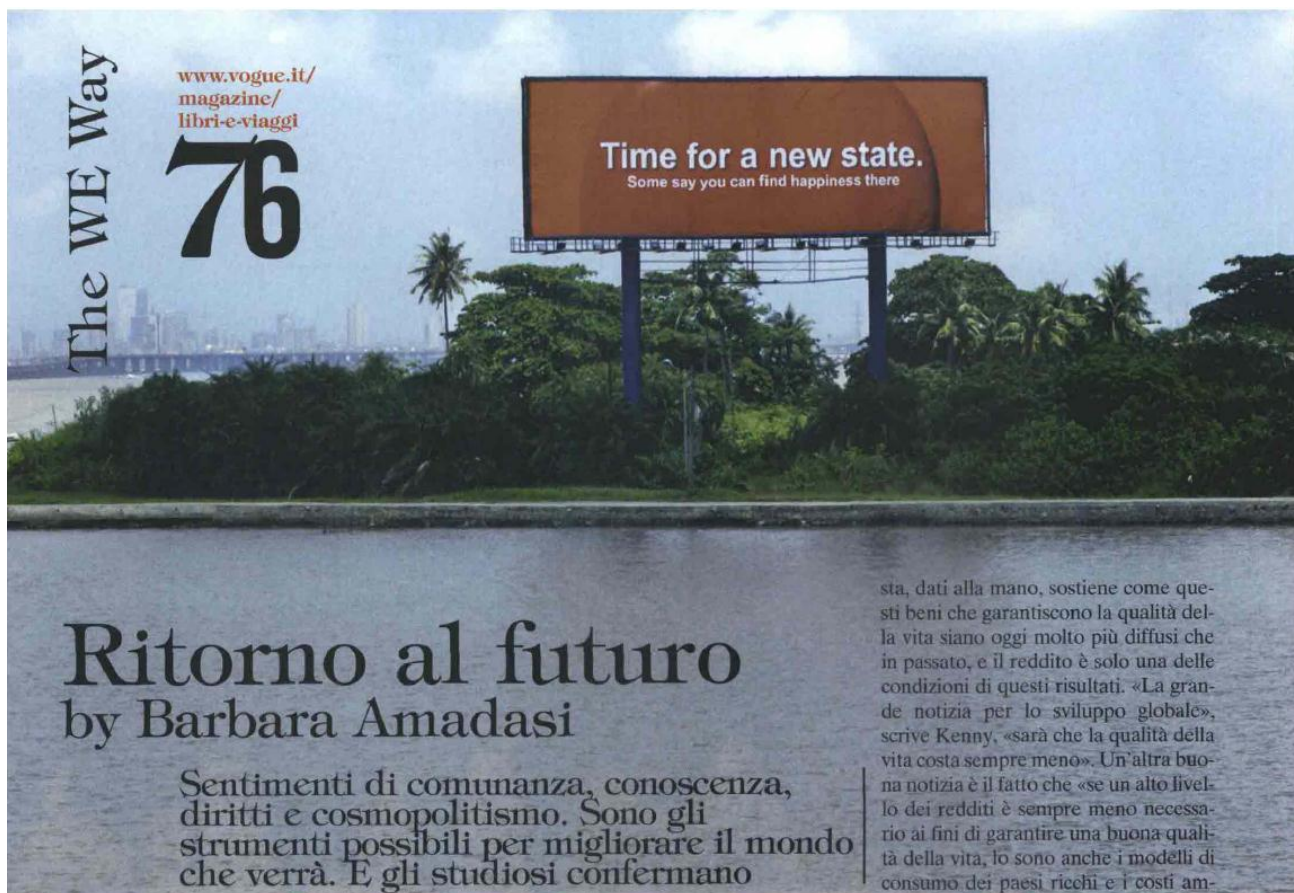 The WE Way
www.vogue.it/
magazine/
libri-e-viaggi
76
Time for a new state.
Some say you can find happiness there
Ritorno al futuro
by Barbara Amadasi
Sentimenti di comunanza, conoscenza,
diritti e cosmopolitismo. Sono gli
strumenti possibili per migliorare il mondo
che verrà. E gli studiosi confermano
sta, dati alla mano, sostiene come que-
sti beni che garantiscono la qualità del-
la vita siano oggi molto più diffusi che
in passato, e il reddito è solo una delle
condizioni di questi risultati. «La gran-
de notizia per lo sviluppo globale»,
scrive Kenny, «sarà che la qualità della
vita costa sempre meno». Un'altra buo-
na notizia è il fatto che «se un alto livel-
lo dei redditi è sempre meno necessa-
rio ai fini di garantire una buona quali-
tà della vita, lo sono anche i modelli di
consumo dei paesi ricchi e i costi am-